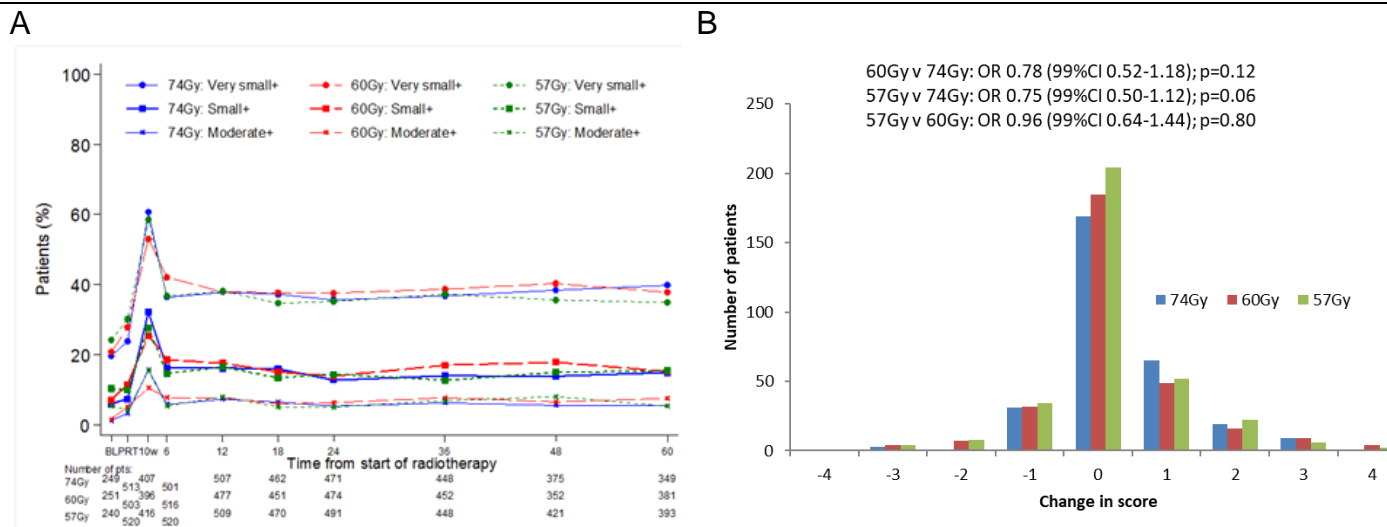 A
100
80
60
40
20
0
Patients (%)
74Gy: Very small+ 60Gy: Very small+ 57Gy: Very small+
74Gy: Small+ 60Gy: Small+ 57Gy: Small+
74Gy: Moderate+ 60Gy: Moderate+ 57Gy: Moderate+
BL PRT 10w 6 12 18 24 36 48 60
Time from start of radiotherapy
Number of pts:
74Gy 249 513 407 501 507 462 471 448 375 349
60Gy 251 503 396 516 477 451 474 452 352 381
57Gy 240 520 416 520 509 470 491 448 421 393
B
60Gy v 74Gy: OR 0.78 (99%CI 0.52-1.18); p=0.12
57Gy v 74Gy: OR 0.75 (99%CI 0.50-1.12); p=0.06
57Gy v 60Gy: OR 0.96 (99%CI 0.64-1.44); p=0.80
250
200
150
100
50
0
Number of patients
74Gy 60Gy 57Gy
-4 -3 -2 -1 0 1 2 3 4
Change in score